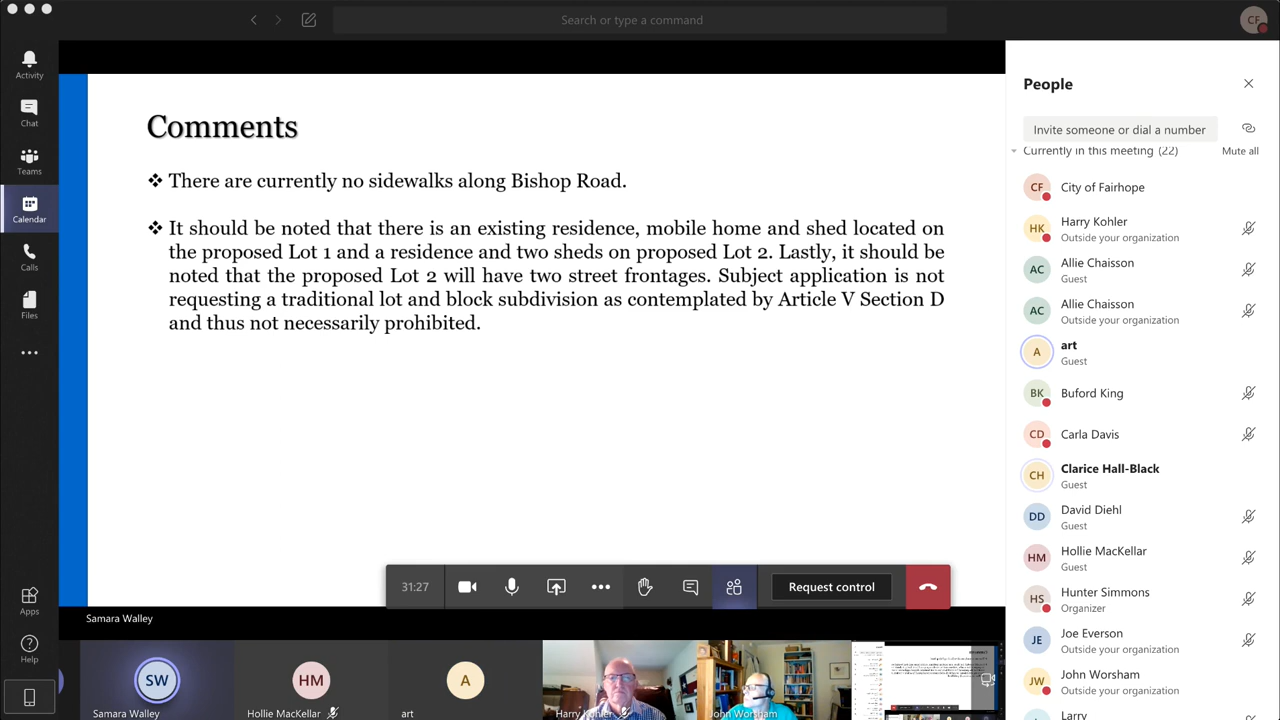 Search or type a command
CF
Activity
Chat
Teams
Calendar
Calls
Files
Apps
Help
Comments
❖ There are currently no sidewalks along Bishop Road.
❖ It should be noted that there is an existing residence, mobile home and shed located on
the proposed Lot 1 and a residence and two sheds on proposed Lot 2. Lastly, it should be
noted that the proposed Lot 2 will have two street frontages. Subject application is not
requesting a traditional lot and block subdivision as contemplated by Article V Section D
and thus not necessarily prohibited.
31:27
Request control
Samara Walley
SW
Samara Walley
HM
Hollie MacKellar
A
art
Harry Kohler
John Worsham
People
Invite someone or dial a number
Currently in this meeting (22)
Mute all
CF
City of Fairhope
HK
Harry Kohler
Outside your organization
AC
Allie Chaisson
Guest
AC
Allie Chaisson
Outside your organization
A
art
Guest
BK
Buford King
CD
Carla Davis
CH
Clarice Hall-Black
Guest
DD
David Diehl
Guest
HM
Hollie MacKellar
Guest
HS
Hunter Simmons
Organizer
JE
Joe Everson
Outside your organization
JW
John Worsham
Outside your organization
Larry